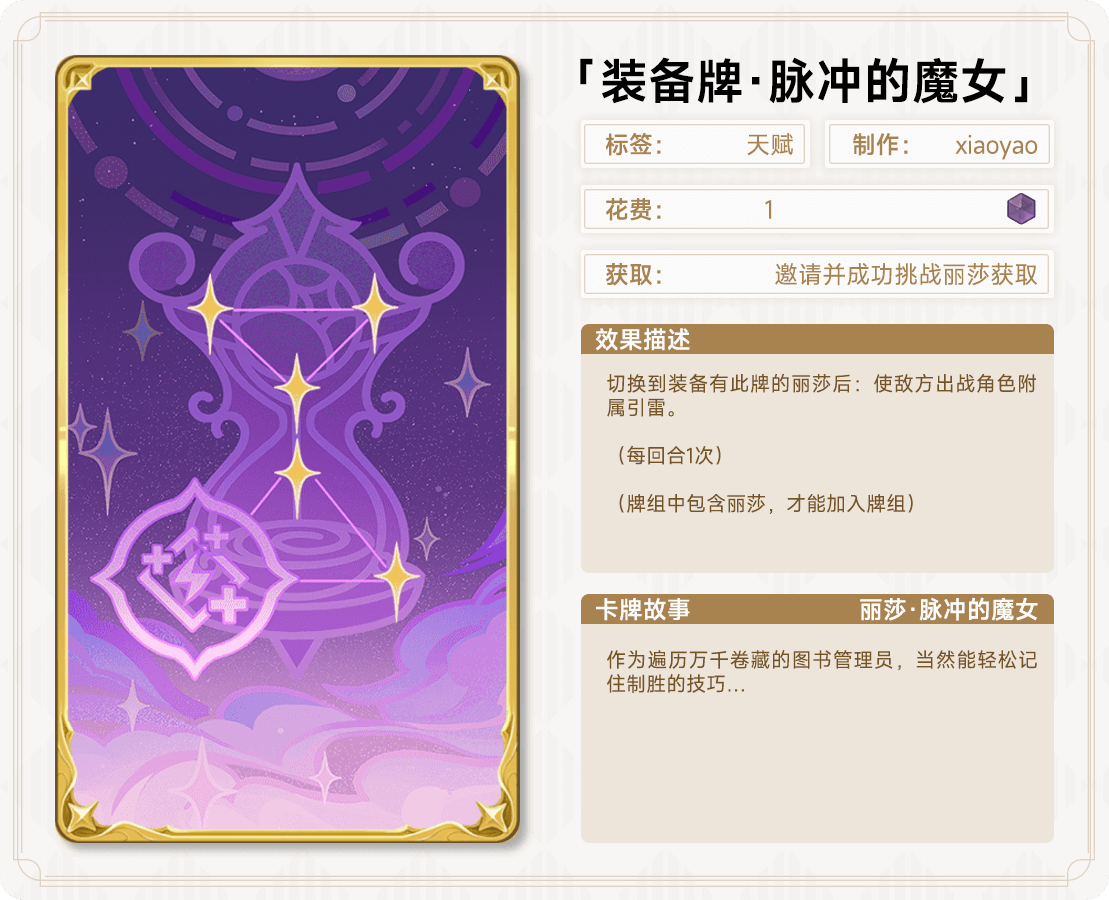 「装备牌·脉冲的魔女」
标签： 天赋
制作： xiaoyao
花费： 1
获取： 邀请并成功挑战丽莎获取
效果描述
切换到装备有此牌的丽莎后：使敌方出战角色附
属引雷。
（每回合1次）
（牌组中包含丽莎，才能加入牌组）
卡牌故事 丽莎·脉冲的魔女
作为遍历万千卷藏的图书管理员，当然能轻松记
住制胜的技巧...